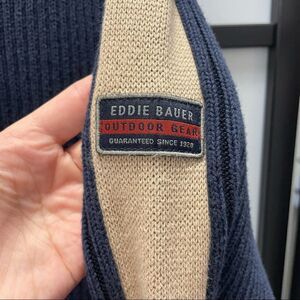 EDDIE BAUER
OUTDOOR GEAR
GUARANTEED SINCE 1920